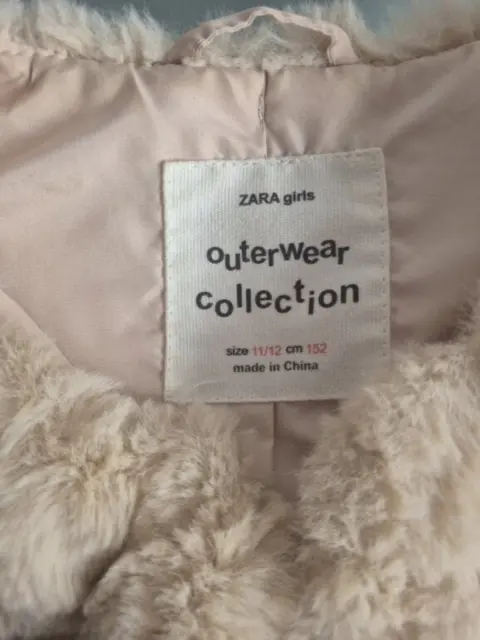 ZARA girls
outerwear
collection
size 11/12 cm 152
made in China